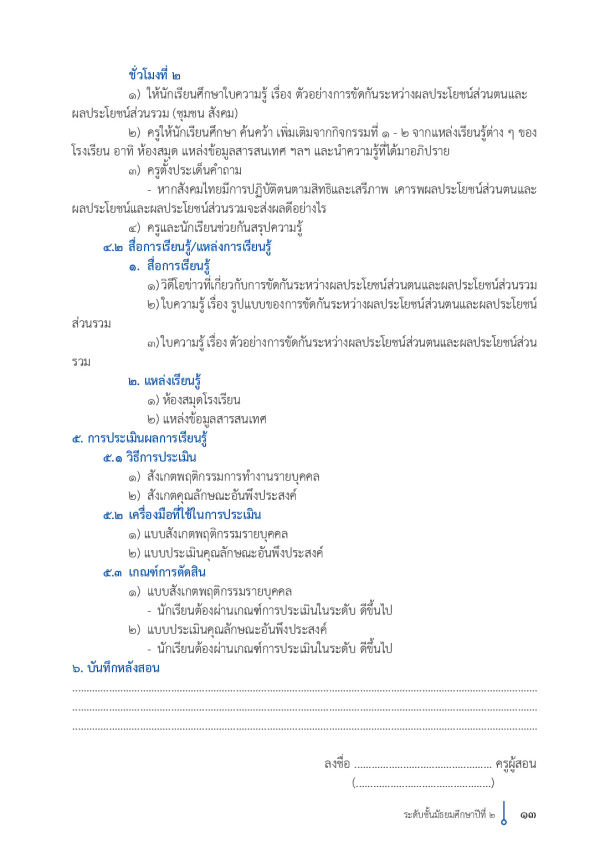 ชั่วโมงที่ ๒
๑) ให้นักเรียนศึกษาใบความรู้ เรื่อง ตัวอย่างการขัดกันระหว่างผลประโยชน์ส่วนตนและ
ผลประโยชน์ส่วนรวม (ชุมชน สังคม)
๒) ครูให้นักเรียนศึกษา ค้นคว้า เพิ่มเติมจากกิจกรรมที่ ๑ - ๒ จากแหล่งเรียนรู้ต่าง ๆ ของ
โรงเรียน อาทิ ห้องสมุด แหล่งข้อมูลสารสนเทศ ฯลฯ และนำความรู้ที่ได้มาอภิปราย
๓) ครูตั้งประเด็นคำถาม
- หากสังคมไทยมีการปฏิบัติตนตามสิทธิและเสรีภาพ เคารพผลประโยชน์ส่วนตนและ
ผลประโยชน์และผลประโยชน์ส่วนรวมจะส่งผลดีอย่างไร
๔) ครูและนักเรียนช่วยกันสรุปความรู้
๔.๒ สื่อการเรียนรู้/แหล่งการเรียนรู้
๑. สื่อการเรียนรู้
๑) วิดีโอข่าวที่เกี่ยวกับการขัดกันระหว่างผลประโยชน์ส่วนตนและผลประโยชน์ส่วนรวม
๒) ใบความรู้ เรื่อง รูปแบบของการขัดกันระหว่างผลประโยชน์ส่วนตนและผลประโยชน์
ส่วนรวม
๓) ใบความรู้ เรื่อง ตัวอย่างการขัดกันระหว่างผลประโยชน์ส่วนตนและผลประโยชน์ส่วน
รวม
๒. แหล่งเรียนรู้
๑) ห้องสมุดโรงเรียน
๒) แหล่งข้อมูลสารสนเทศ
๕. การประเมินผลการเรียนรู้
๕.๑ วิธีการประเมิน
๑) สังเกตพฤติกรรมการทำงานรายบุคคล
๒) สังเกตคุณลักษณะอันพึงประสงค์
๕.๒ เครื่องมือที่ใช้ในการประเมิน
๑) แบบสังเกตพฤติกรรมรายบุคคล
๒) แบบประเมินคุณลักษณะอันพึงประสงค์
๕.๓ เกณฑ์การตัดสิน
๑) แบบสังเกตพฤติกรรมรายบุคคล
- นักเรียนต้องผ่านเกณฑ์การประเมินในระดับ ดีขึ้นไป
๒) แบบประเมินคุณลักษณะอันพึงประสงค์
- นักเรียนต้องผ่านเกณฑ์การประเมินในระดับ ดีขึ้นไป
๖. บันทึกหลังสอน
................................................................................
................................................................................
................................................................................
ลงชื่อ ................................................ ครูผู้สอน
(................................................)
ระดับชั้นมัธยมศึกษาปีที่ ๒ ๑๓